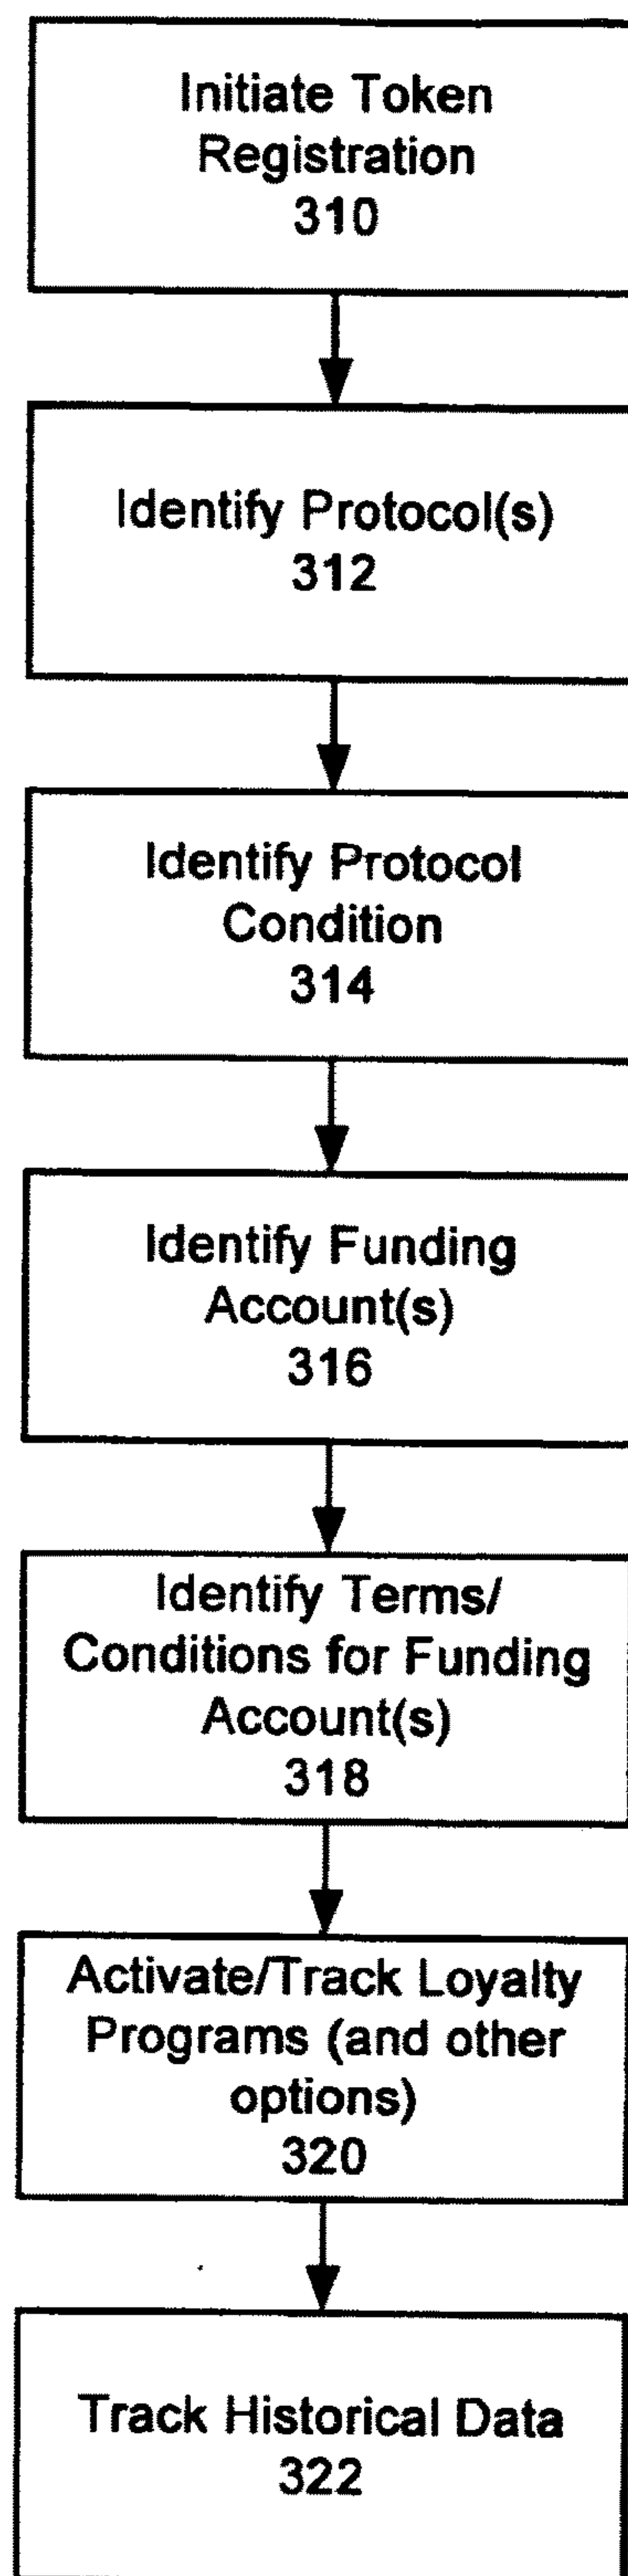 Initiate Token
Registration
310
Identify Protocol(s)
312
Identify Protocol
Condition
314
Identify Funding
Account(s)
316
Identify Terms/
Conditions for Funding
Account(s)
318
Activate/Track Loyalty
Programs (and other
options)
320
Track Historical Data
322